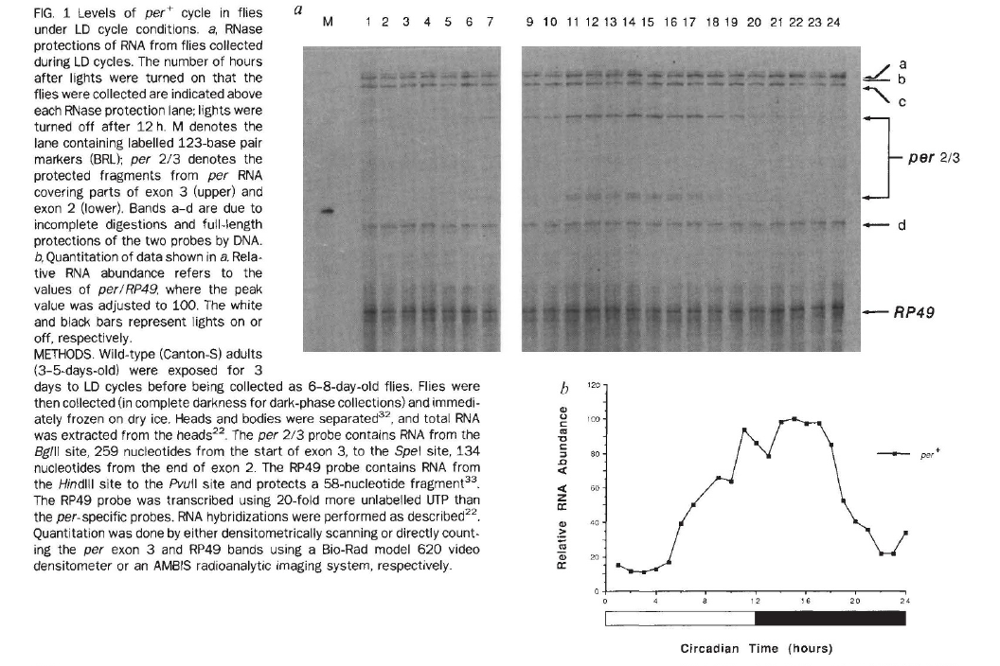 FIG. 1 Levels of per+ cycle in flies
under LD cycle conditions. a, RNase
protections of RNA from flies collected
during LD cycles. The number of hours
after lights were turned on that the
flies were collected are indicated above
each RNase protection lane; lights were
turned off after 12 h. M denotes the
lane containing labelled 123-base pair
markers (BRL); per 2/3 denotes the
protected fragments from per RNA
covering parts of exon 3 (upper) and
exon 2 (lower). Bands a–d are due to
incomplete digestions and full-length
protections of the two probes by DNA.
b, Quantitation of data shown in a. Rela-
tive RNA abundance refers to the
values of per/RP49, where the peak
value was adjusted to 100. The white
and black bars represent lights on or
off, respectively.
METHODS. Wild-type (Canton-S) adults
(3–5-days-old) were exposed for 3
days to LD cycles before being collected as 6–8-day-old flies. Flies were
then collected (in complete darkness for dark-phase collections) and immedi-
ately frozen on dry ice. Heads and bodies were separated32, and total RNA
was extracted from the heads22. The per 2/3 probe contains RNA from the
BglII site, 259 nucleotides from the start of exon 3, to the SpeI site, 134
nucleotides from the end of exon 2. The RP49 probe contains RNA from
the HindIII site to the PvuII site and protects a 58-nucleotide fragment33.
The RP49 probe was transcribed using 20-fold more unlabelled UTP than
the per-specific probes. RNA hybridizations were performed as described22.
Quantitation was done by either densitometrically scanning or directly count-
ing the per exon 3 and RP49 bands using a Bio-Rad model 620 video
densitometer or an AMBIS radioanalytic imaging system, respectively.
a
M 1 2 3 4 5 6 7 9 10 11 12 13 14 15 16 17 18 19 20 21 22 23 24
a
b
c
per 2/3
d
RP49
b
Relative RNA Abundance
120
100
80
60
40
20
0
per+
0 4 8 12 16 20 24
Circadian Time (hours)